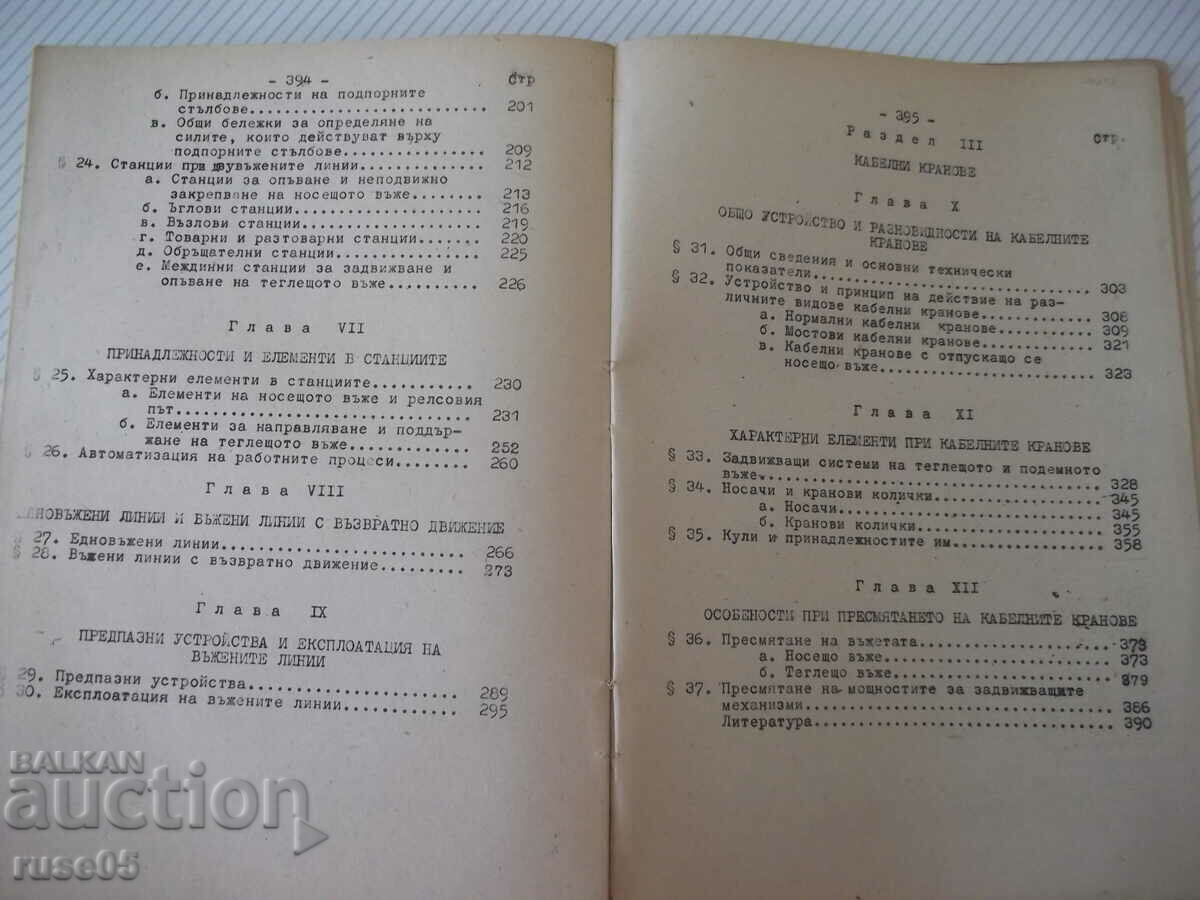 - 394 -
Стр
б. Принадлежности на подпорните
стълбове.......................... 201
в. Общи бележки за определяне на
силите, които действуват върху
подпорните стълбове............... 209
§ 24. Станции при двувъжените линии........... 212
а. Станции за опъване и неподвижно
закрепване на носещото въже........ 213
б. Ъглови станции..................... 216
в. Възлови станции.................... 219
г. Товарни и разтоварни станции....... 220
д. Обръщателни станции................ 225
е. Междинни станции за задвижване и
опъване на теглещото въже.......... 226
Глава VII
ПРИНАДЛЕЖНОСТИ И ЕЛЕМЕНТИ В СТАНЦИИТЕ
§ 25. Характерни елементи в станциите........... 230
а. Елементи на носещото въже и релсовия
път............................... 231
б. Елементи за направляване и поддър-
жане на теглещото въже............ 252
§ 26. Автоматизация на работните процеси........ 260
Глава VIII
ЕДНОВЪЖЕНИ ЛИНИИ И ВЪЖЕНИ ЛИНИИ С ВЪЗВРАТНО ДВИЖЕНИЕ
§ 27. Едновъжени линии.......................... 266
§ 28. Въжени линии с възвратно движение......... 273
Глава IX
ПРЕДПАЗНИ УСТРОЙСТВА И ЕКСПЛОАТАЦИЯ НА
ВЪЖЕНИТЕ ЛИНИИ
§ 29. Предпазни устройства...................... 289
§ 30. Експлоатация на въжените линии............ 295
- 395 -
Раздел III
Стр.
КАБЕЛНИ КРАНОВЕ
Глава X
ОБЩО УСТРОЙСТВО И РАЗНОВИДНОСТИ НА КАБЕЛНИТЕ
КРАНОВЕ
§ 31. Общи сведения и основни технически
показатели............................... 303
§ 32. Устройство и принцип на действие на раз-
личните видове кабелни кранове........... 308
а. Нормални кабелни кранове........... 309
б. Мостови кабелни кранове............ 321
в. Кабелни кранове с отпускащо се
носещо въже........................ 323
Глава XI
ХАРАКТЕРНИ ЕЛЕМЕНТИ ПРИ КАБЕЛНИТЕ КРАНОВЕ
§ 33. Задвижващи системи на теглещото и подемното
въже..................................... 328
§ 34. Носачи и кранови колички................. 345
а. Носачи............................. 345
б. Кранови колички.................... 355
§ 35. Кули и принадлежностите им............... 358
Глава XII
ОСОБЕНОСТИ ПРИ ПРЕСМЯТАНЕТО НА КАБЕЛНИТЕ КРАНОВЕ
§ 36. Пресмятане на въжетата................... 373
а. Носещо въже........................ 373
б. Теглещо въже....................... 379
§ 37. Пресмятане на мощностите за задвижващите
механизми................................ 386
Литература............................... 390
BALKAN
auction
ruse05